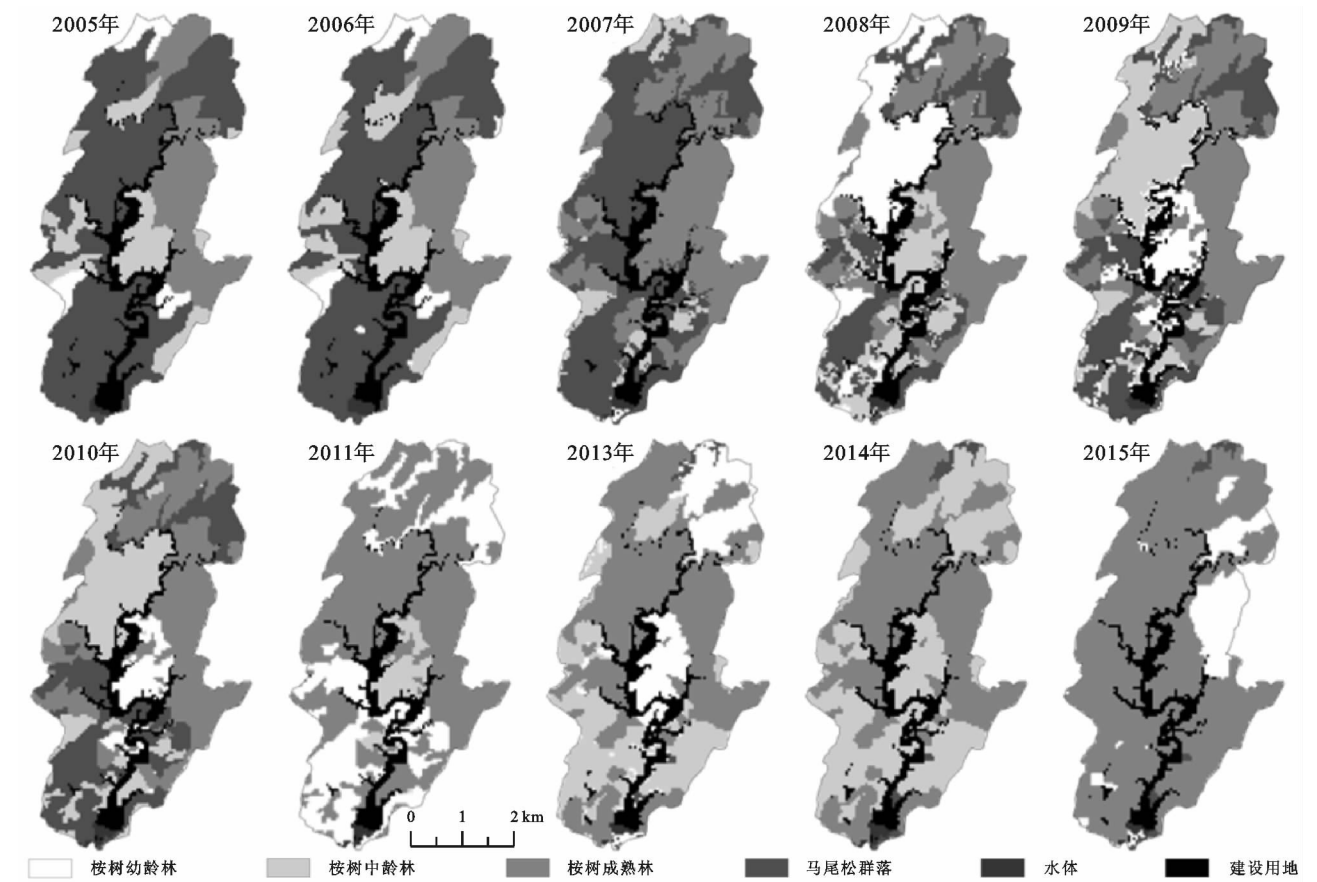 2005年 2006年 2007年 2008年 2009年
2010年 2011年 2013年 2014年 2015年
0 1 2 km
桉树幼龄林 桉树中龄林 桉树成熟林 马尾松群落 水体 建设用地